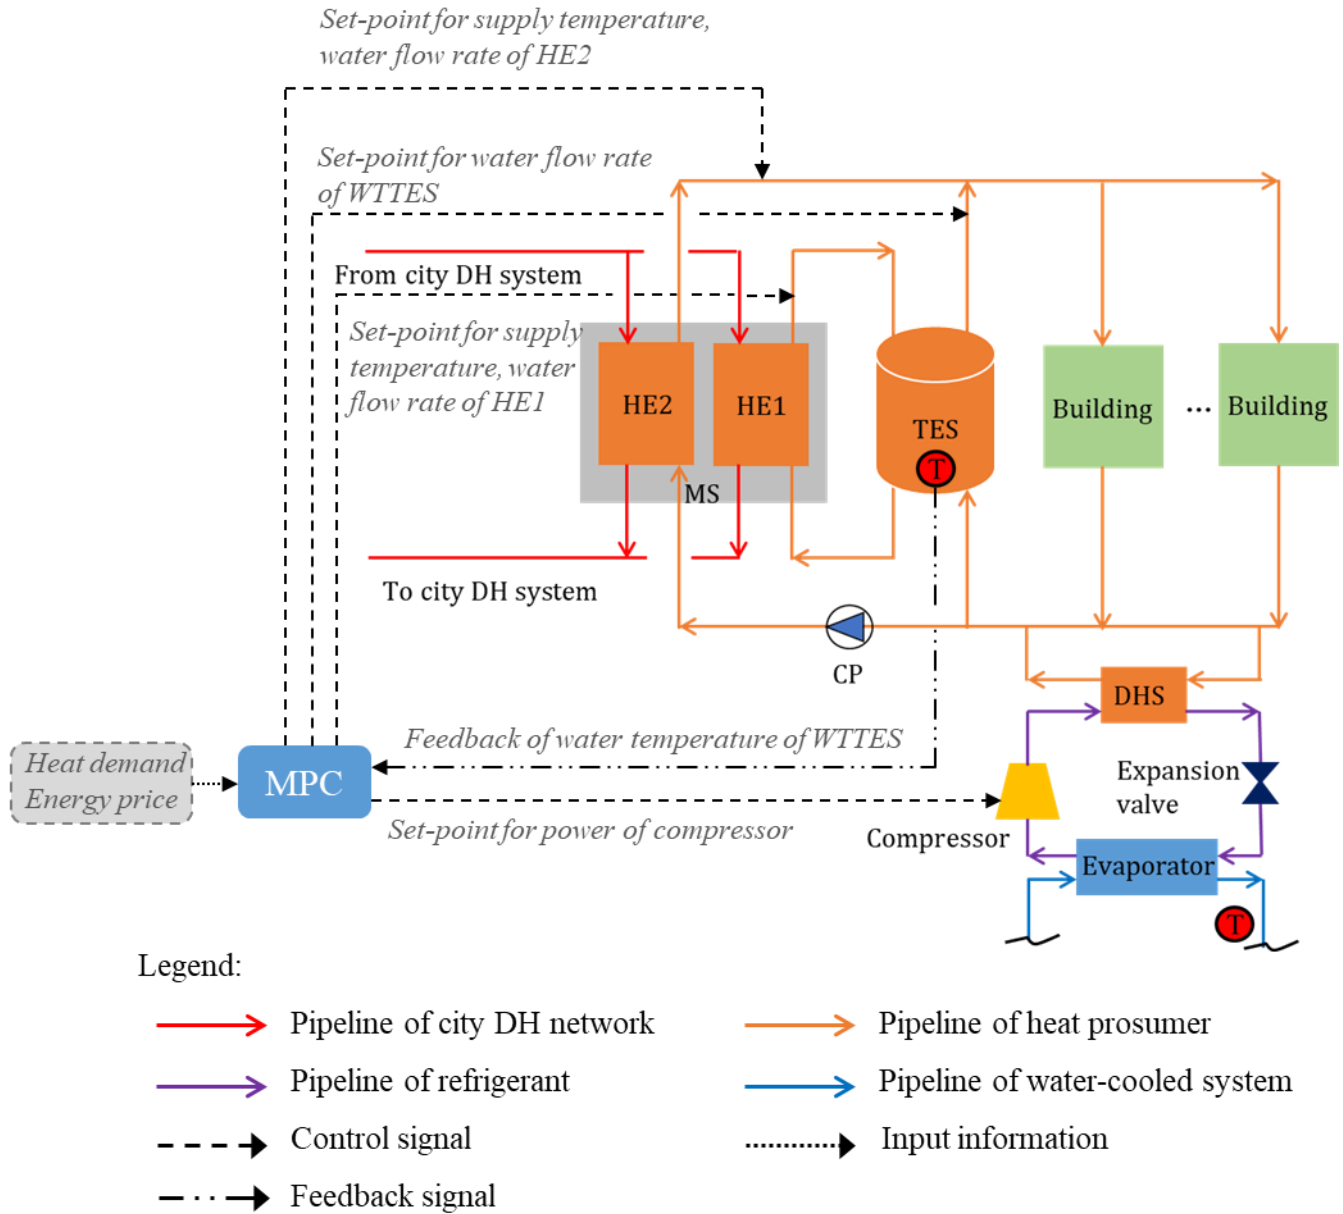 Set-point for supply temperature,
water flow rate of HE2
Set-point for water flow rate
of WTTES
From city DH system
Set-point for supply
temperature, water
flow rate of HE1
HE2
HE1
MS
TES
T
Building
...
Building
To city DH system
CP
DHS
Feedback of water temperature of WTTES
Heat demand
Energy price
MPC
Set-point for power of compressor
Compressor
Expansion
valve
Evaporator
T
Legend:
Pipeline of city DH network
Pipeline of heat prosumer
Pipeline of refrigerant
Pipeline of water-cooled system
Control signal
Input information
Feedback signal